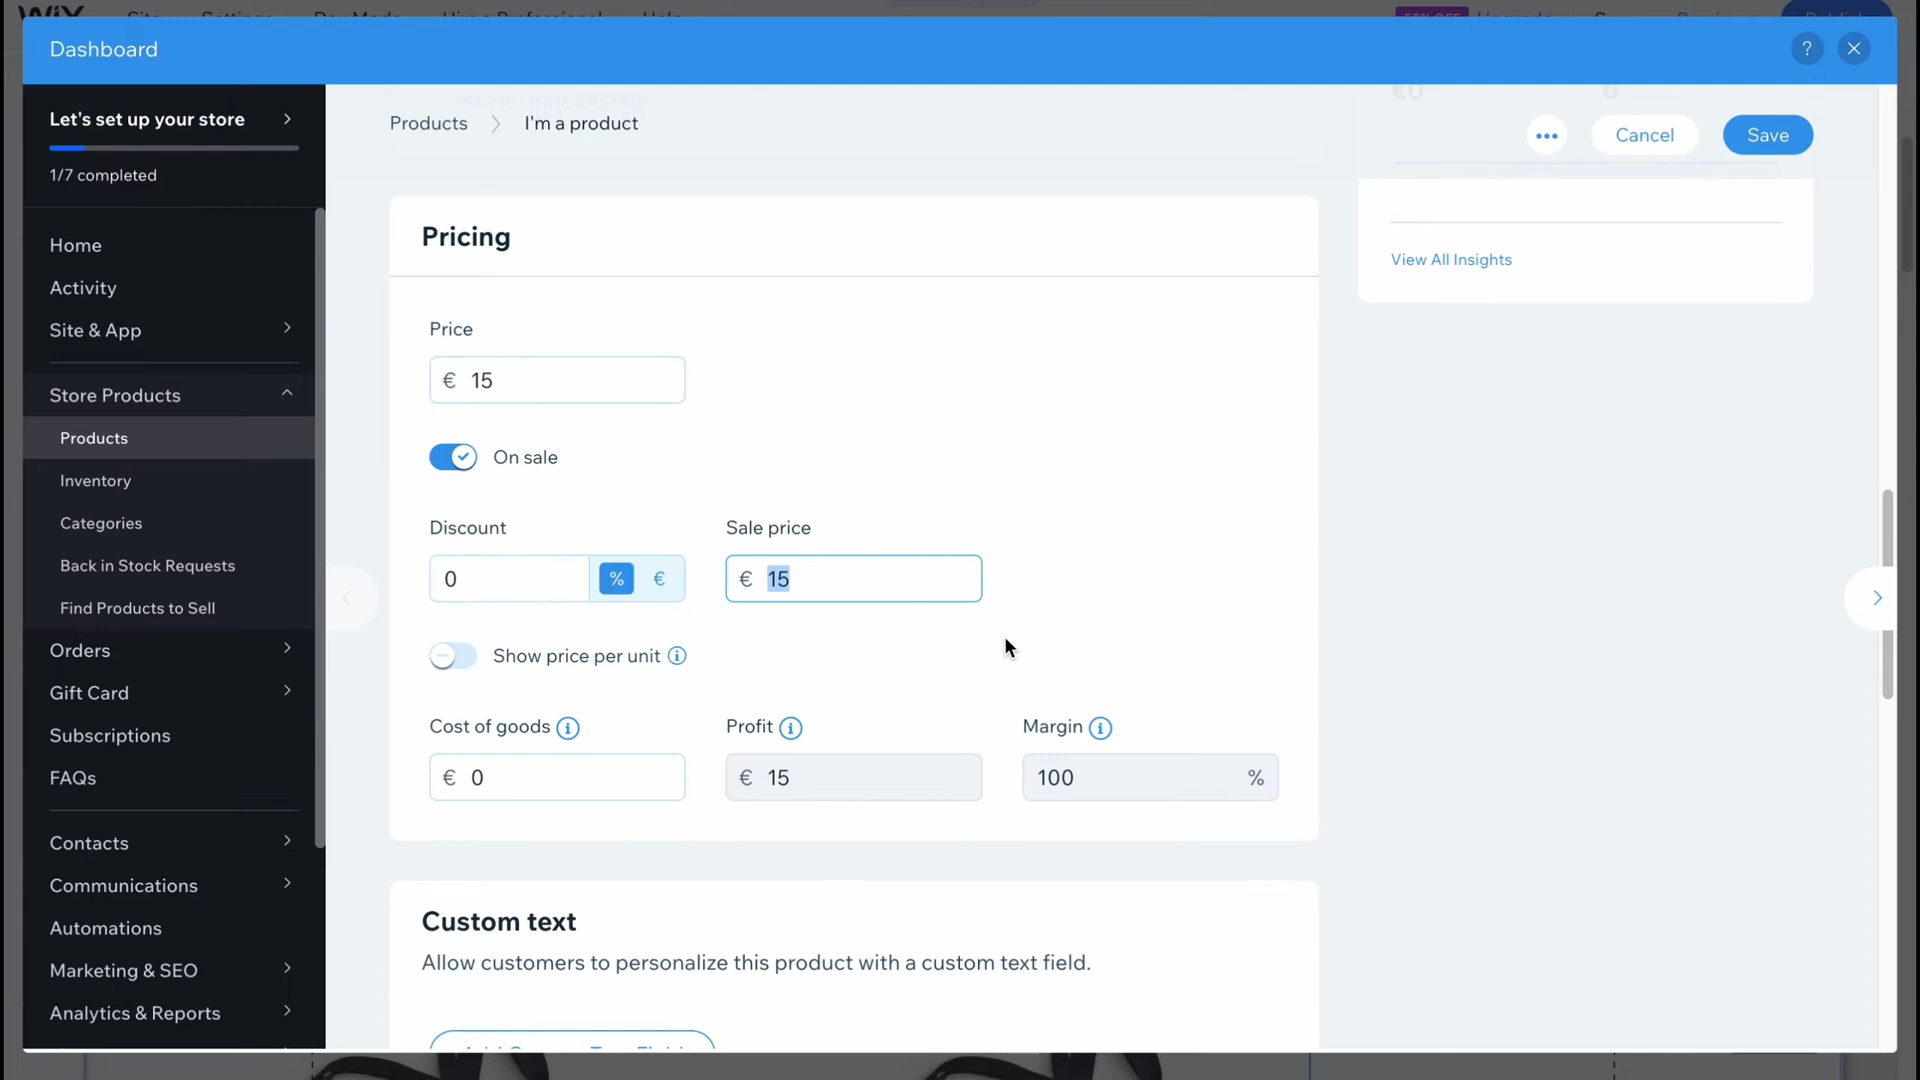 Dashboard
?
Let's set up your store
1/7 completed
Home
Activity
Site & App
Store Products
Products
Inventory
Categories
Back in Stock Requests
Find Products to Sell
Orders
Gift Card
Subscriptions
FAQs
Contacts
Communications
Automations
Marketing & SEO
Analytics & Reports
Products > I'm a product
Cancel
Save
Pricing
Price
€ 15
On sale
Discount
Sale price
0 % €
€ 15
Show price per unit
Cost of goods
Profit
Margin
€ 0
€ 15
100 %
Custom text
Allow customers to personalize this product with a custom text field.
View All Insights